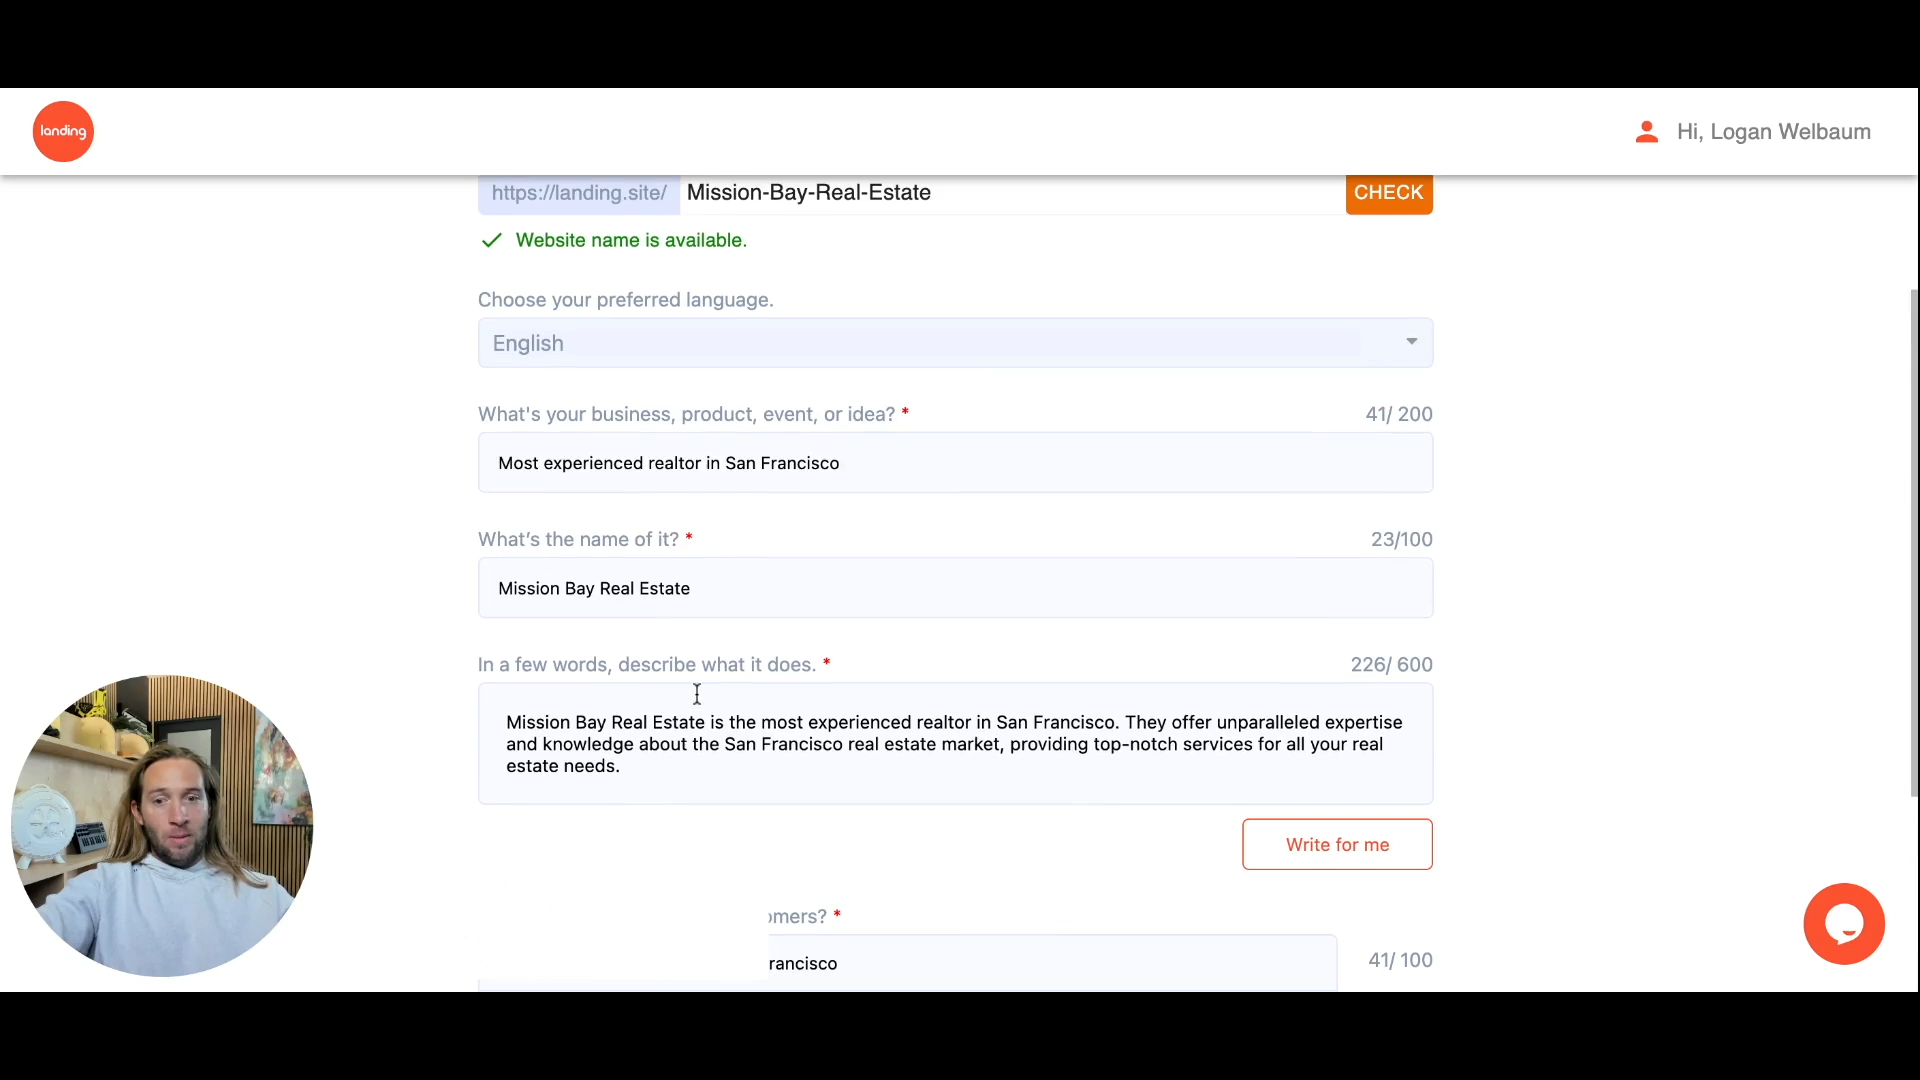 landing
Hi, Logan Welbaum
https://landing.site/ Mission-Bay-Real-Estate CHECK
Website name is available.
Choose your preferred language.
English
What's your business, product, event, or idea? * 41/ 200
Most experienced realtor in San Francisco
What's the name of it? * 23/100
Mission Bay Real Estate
In a few words, describe what it does. * 226/ 600
Mission Bay Real Estate is the most experienced realtor in San Francisco. They offer unparalleled expertise
and knowledge about the San Francisco real estate market, providing top-notch services for all your real
estate needs.
Write for me
omers? *
rancisco 41/ 100